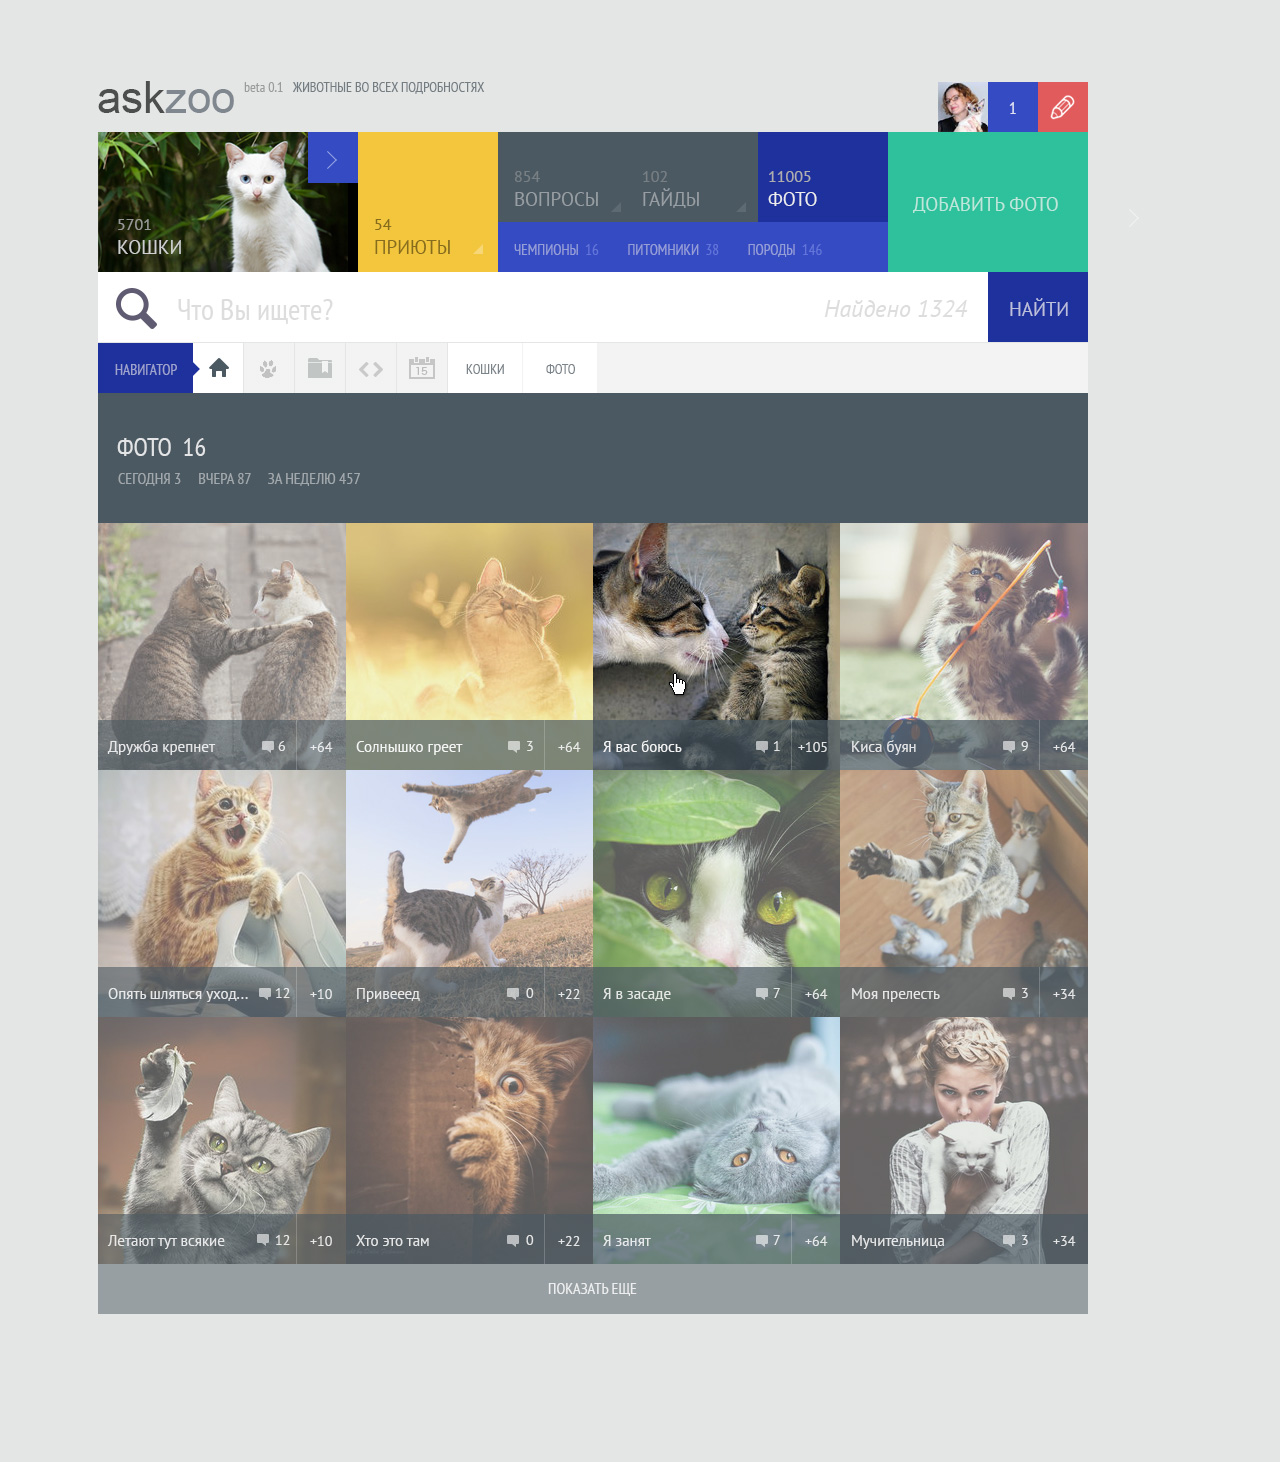 askzoo beta 0.1 ЖИВОТНЫЕ ВО ВСЕХ ПОДРОБНОСТЯХ
1
5701
КОШКИ
54
ПРИЮТЫ
854
ВОПРОСЫ
102
ГАЙДЫ
11005
ФОТО
ДОБАВИТЬ ФОТО
ЧЕМПИОНЫ 16 ПИТОМНИКИ 38 ПОРОДЫ 146
Что Вы ищете? Найдено 1324 НАЙТИ
НАВИГАТОР 15 КОШКИ ФОТО
ФОТО 16
СЕГОДНЯ 3 ВЧЕРА 87 ЗА НЕДЕЛЮ 457
Дружба крепнет 6 +64
Солнышко греет 3 +64
Я вас боюсь 1 +105
Киса буян 9 +64
Опять шляться уход... 12 +10
Привееед 0 +22
Я в засаде 7 +64
Моя прелесть 3 +34
Летают тут всякие 12 +10
Хто это там 0 +22
Я занят 7 +64
Мучительница 3 +34
ПОКАЗАТЬ ЕЩЕ